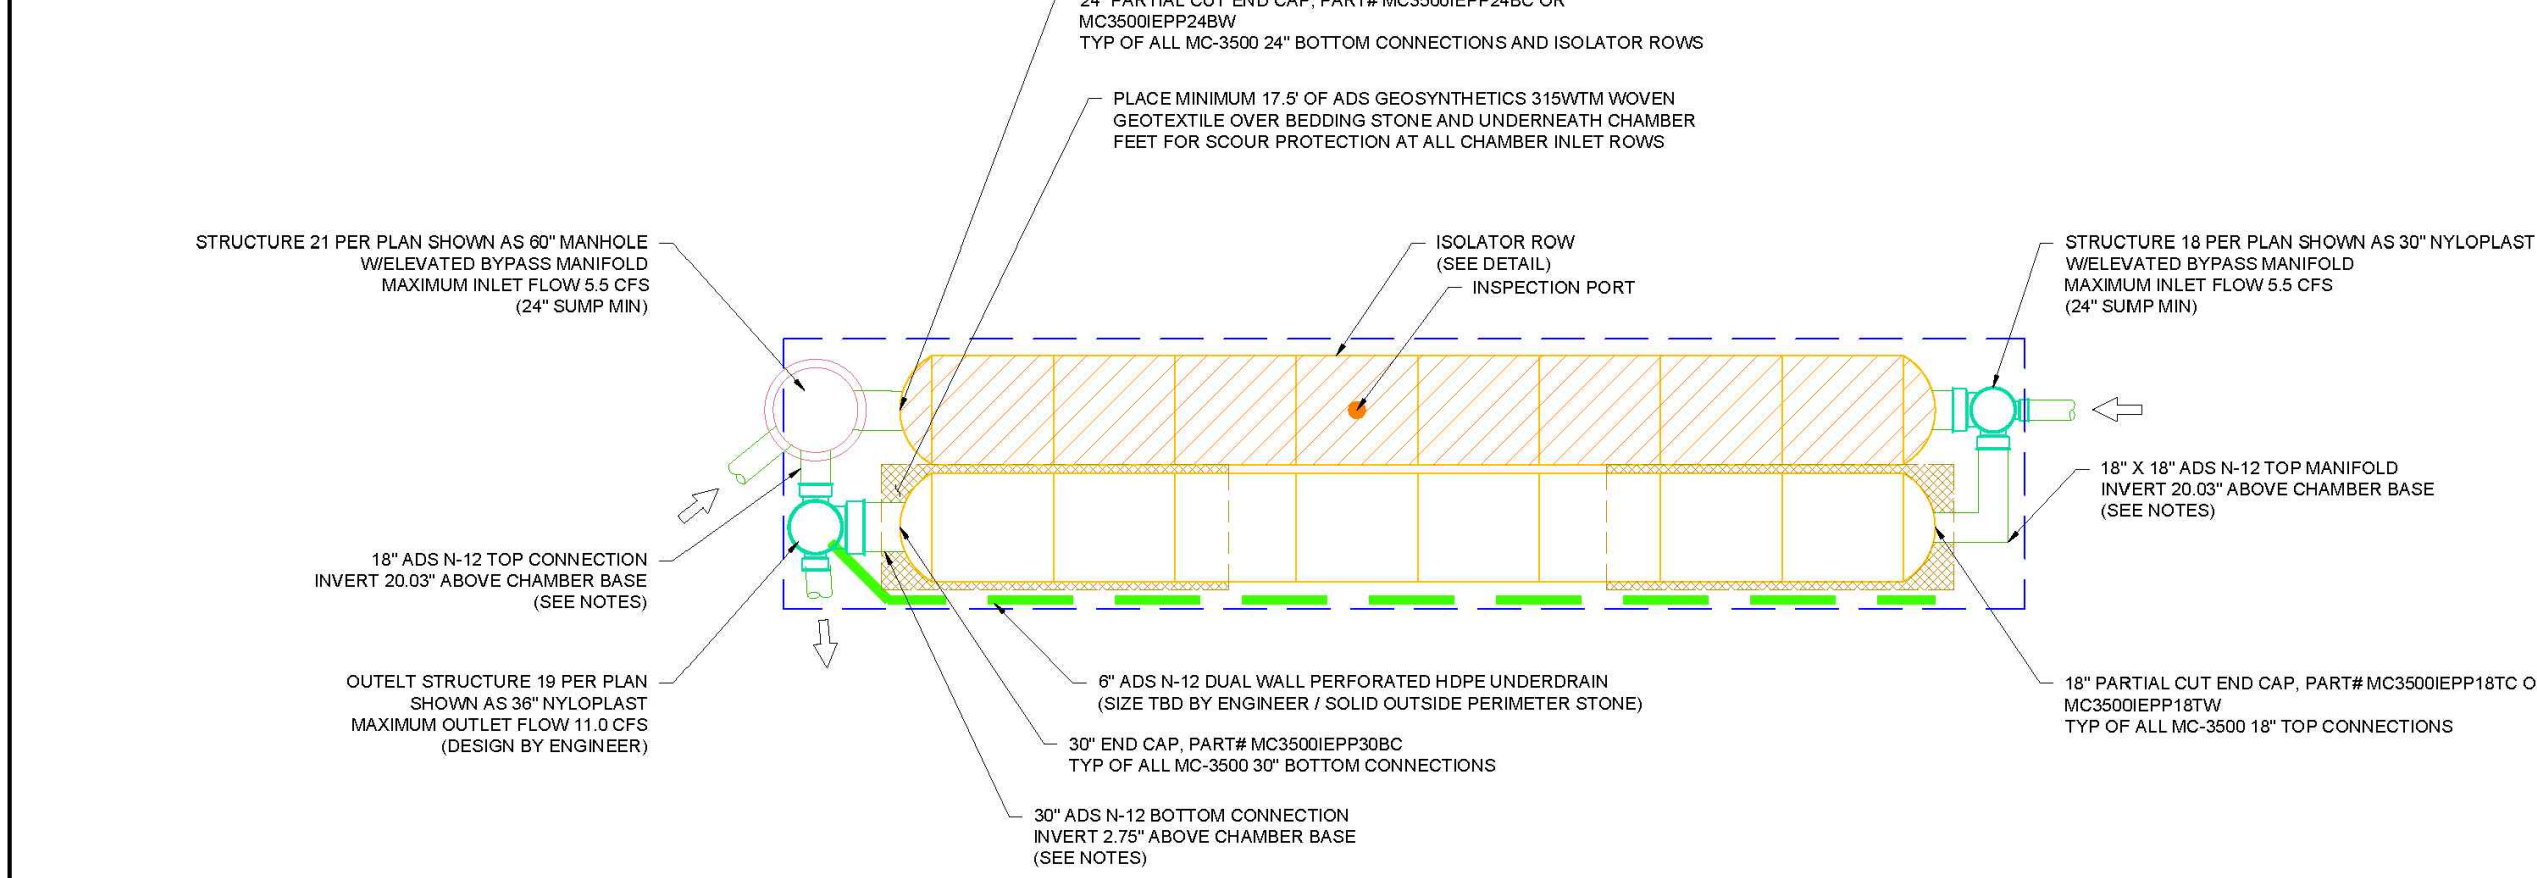 24" PARTIAL CUT END CAP, PART# MC3500IEPP24BC OR
MC3500IEPP24BW
TYP OF ALL MC-3500 24" BOTTOM CONNECTIONS AND ISOLATOR ROWS
PLACE MINIMUM 17.5' OF ADS GEOSYNTHETICS 315WTM WOVEN
GEOTEXTILE OVER BEDDING STONE AND UNDERNEATH CHAMBER
FEET FOR SCOUR PROTECTION AT ALL CHAMBER INLET ROWS
STRUCTURE 21 PER PLAN SHOWN AS 60" MANHOLE
W/ELEVATED BYPASS MANIFOLD
MAXIMUM INLET FLOW 5.5 CFS
(24" SUMP MIN)
ISOLATOR ROW
(SEE DETAIL)
INSPECTION PORT
STRUCTURE 18 PER PLAN SHOWN AS 30" NYLOPLAST
W/ELEVATED BYPASS MANIFOLD
MAXIMUM INLET FLOW 5.5 CFS
(24" SUMP MIN)
18" X 18" ADS N-12 TOP MANIFOLD
INVERT 20.03" ABOVE CHAMBER BASE
(SEE NOTES)
18" ADS N-12 TOP CONNECTION
INVERT 20.03" ABOVE CHAMBER BASE
(SEE NOTES)
OUTELT STRUCTURE 19 PER PLAN
SHOWN AS 36" NYLOPLAST
MAXIMUM OUTLET FLOW 11.0 CFS
(DESIGN BY ENGINEER)
6" ADS N-12 DUAL WALL PERFORATED HDPE UNDERDRAIN
(SIZE TBD BY ENGINEER / SOLID OUTSIDE PERIMETER STONE)
18" PARTIAL CUT END CAP, PART# MC3500IEPP18TC O
MC3500IEPP18TW
TYP OF ALL MC-3500 18" TOP CONNECTIONS
30" END CAP, PART# MC3500IEPP30BC
TYP OF ALL MC-3500 30" BOTTOM CONNECTIONS
30" ADS N-12 BOTTOM CONNECTION
INVERT 2.75" ABOVE CHAMBER BASE
(SEE NOTES)